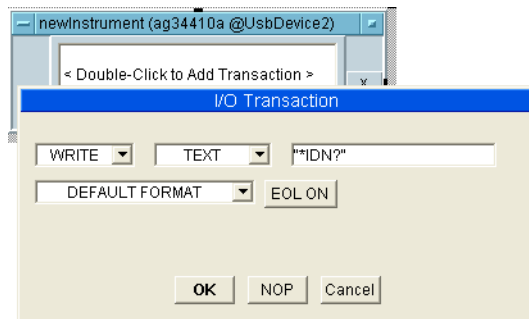 newInstrument (ag34410a @UsbDevice2)
< Double-Click to Add Transaction >
x
I/O Transaction
WRITE TEXT "*IDN?"
DEFAULT FORMAT EOL ON
OK NOP Cancel